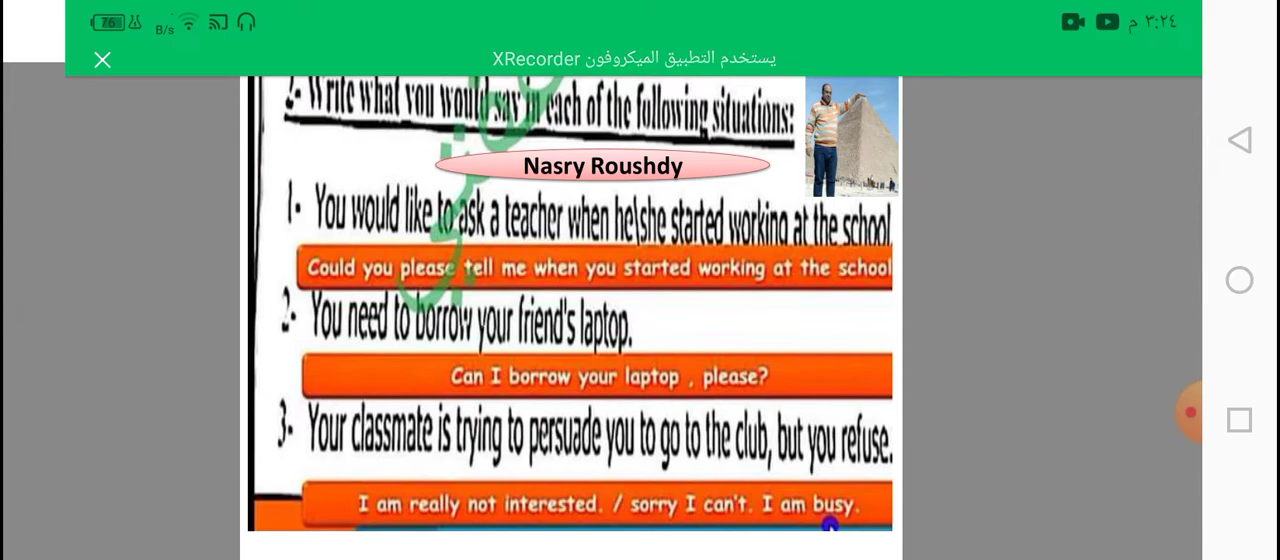 76 B/s م ٣:٢٤
يستخدم التطبيق الميكروفون XRecorder
2- Write what you would say in each of the following situations:
Nasry Roushdy
1- You would like to ask a teacher when he\she started working at the school.
Could you please tell me when you started working at the school
2- You need to borrow your friend's laptop.
Can I borrow your laptop , please?
3- Your classmate is trying to persuade you to go to the club, but you refuse.
I am really not interested. / sorry I can't. I am busy.